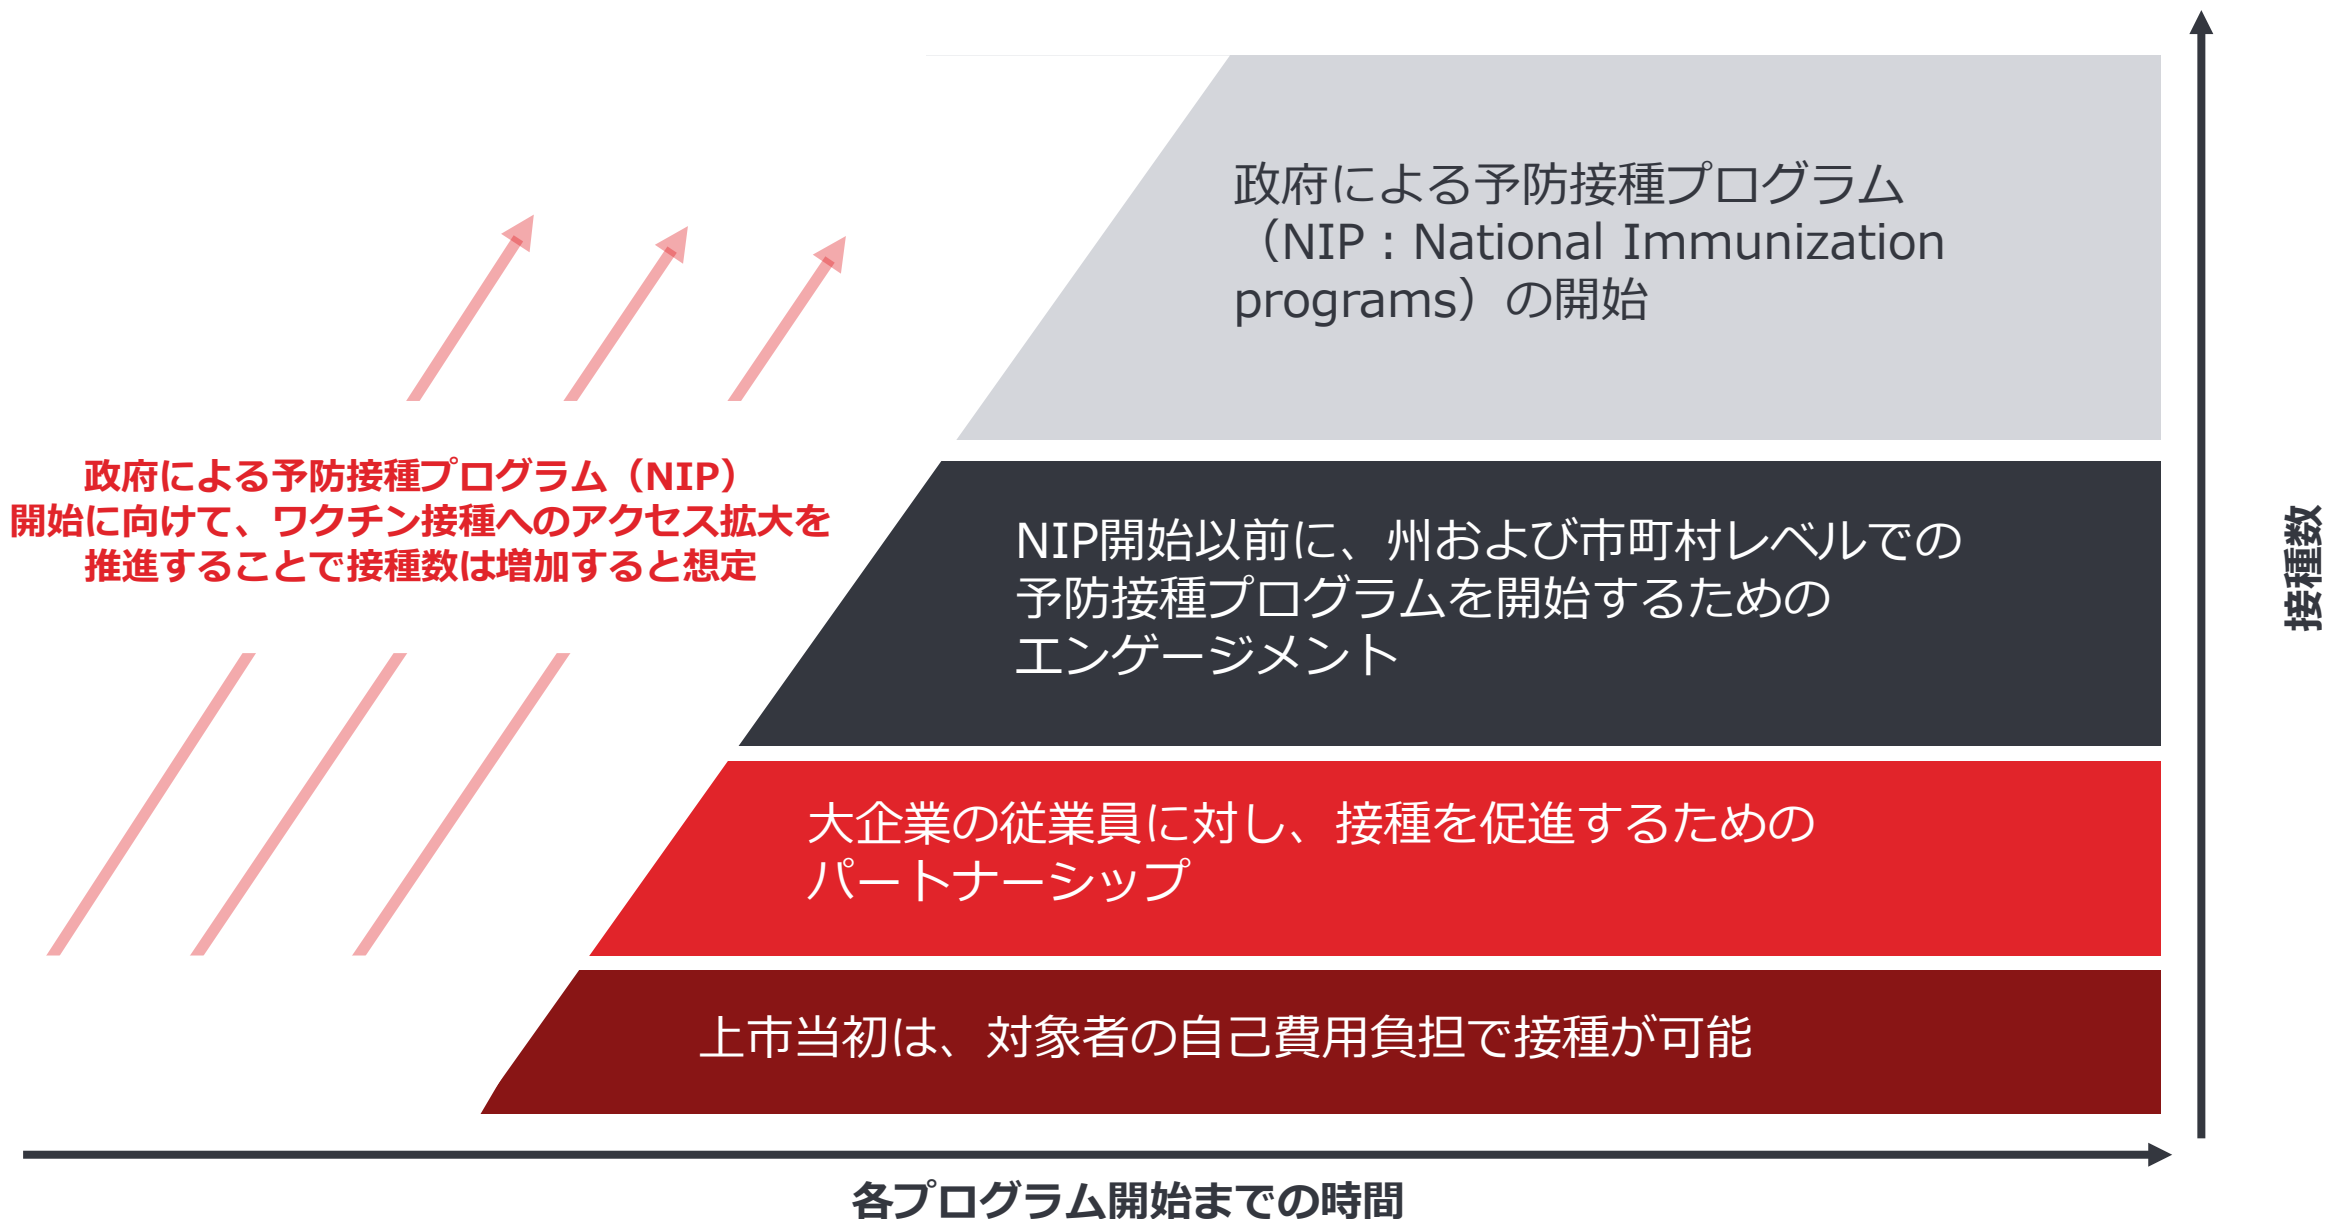 政府による予防接種プログラム
（NIP：National Immunization
programs）の開始
政府による予防接種プログラム（NIP）
開始に向けて、ワクチン接種へのアクセス拡大を
推進することで接種数は増加すると想定
NIP開始以前に、州および市町村レベルでの
予防接種プログラムを開始するための
エンゲージメント
大企業の従業員に対し、接種を促進するための
パートナーシップ
上市当初は、対象者の自己費用負担で接種が可能
接種数
各プログラム開始までの時間